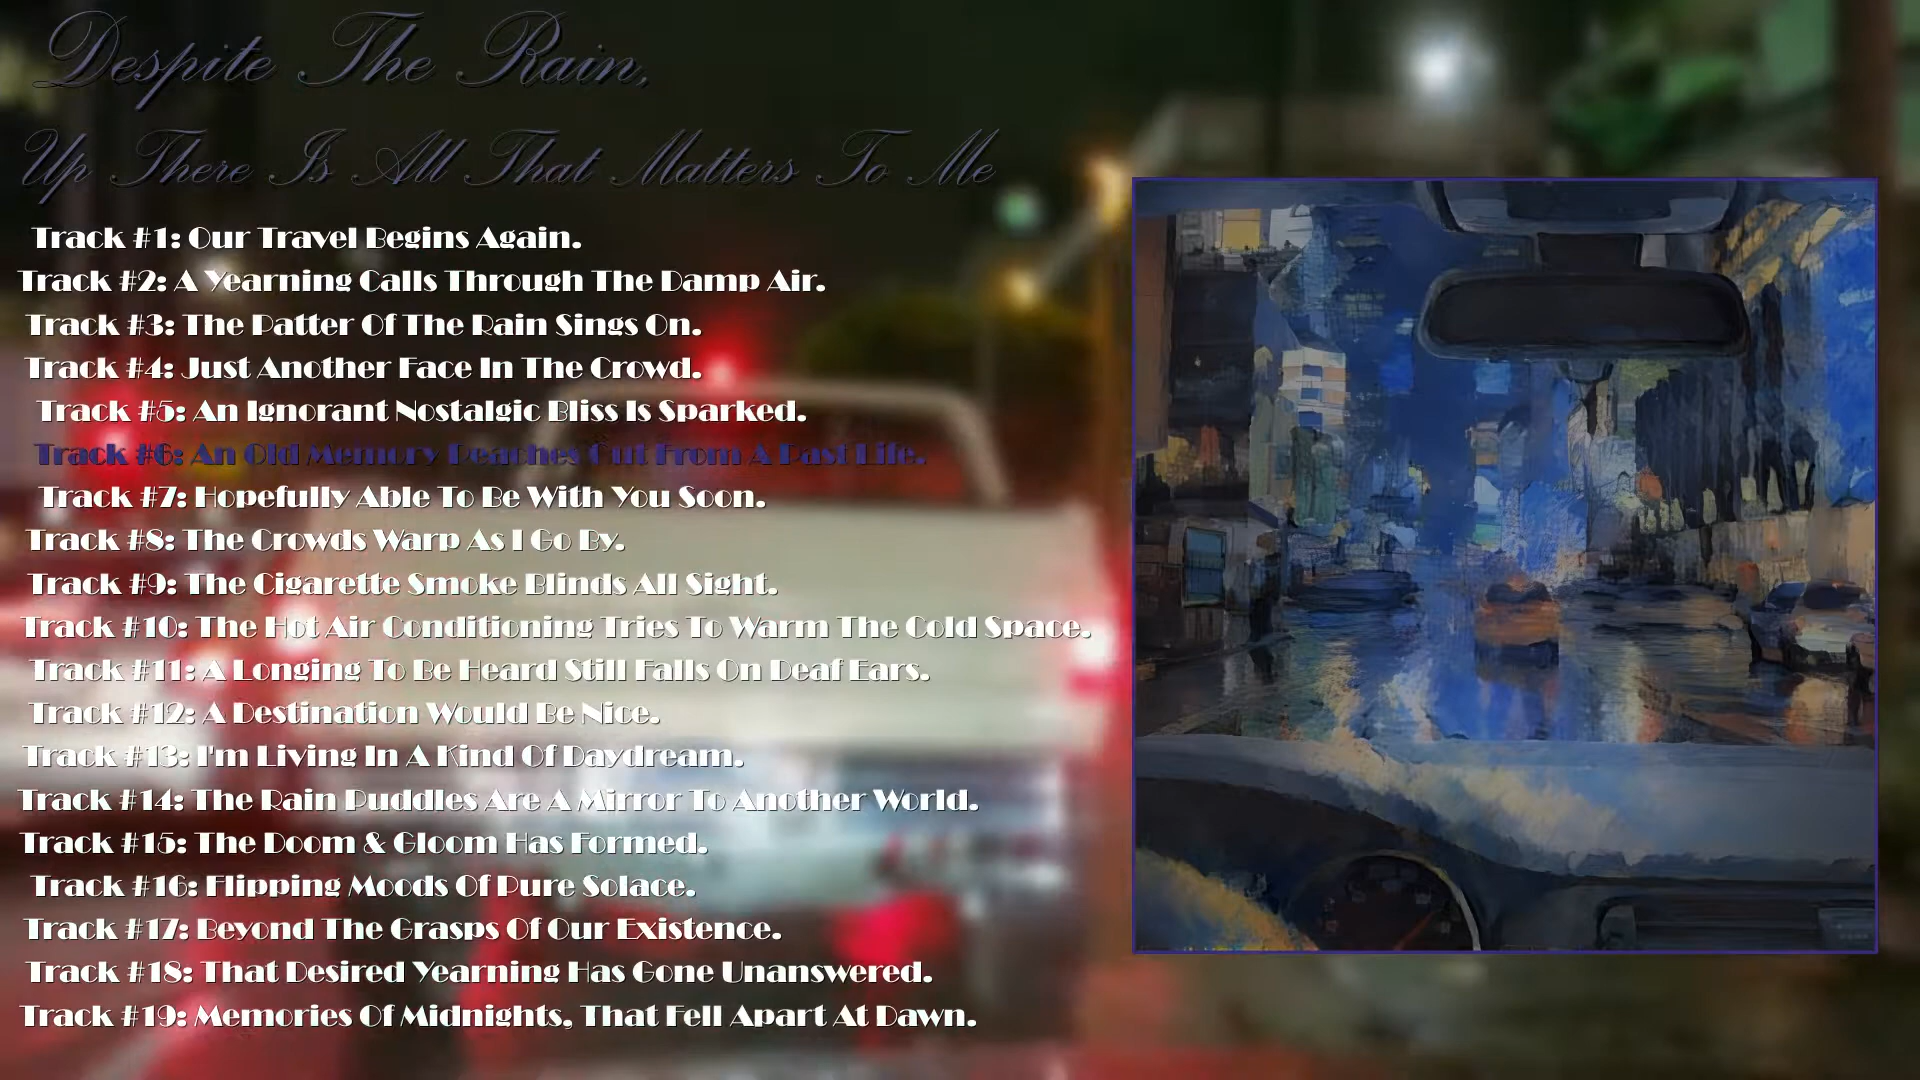 Despite The Rain,
Up There Is All That Matters To Me
Track #1: Our Travel Begins Again.
Track #2: A Yearning Calls Through The Damp Air.
Track #3: The Patter Of The Rain Sings On.
Track #4: Just Another Face In The Crowd.
Track #5: An Ignorant Nostalgic Bliss Is Sparked.
Track #6: An Old Memory Reaches Out From A Past Life.
Track #7: Hopefully Able To Be With You Soon.
Track #8: The Crowds Warp As I Go By.
Track #9: The Cigarette Smoke Blinds All Sight.
Track #10: The Hot Air Conditioning Tries To Warm The Cold Space.
Track #11: A Longing To Be Heard Still Falls On Deaf Ears.
Track #12: A Destination Would Be Nice.
Track #13: I'm Living In A Kind Of Daydream.
Track #14: The Rain Puddles Are A Mirror To Another World.
Track #15: The Doom & Gloom Has Formed.
Track #16: Flipping Moods Of Pure Solace.
Track #17: Beyond The Grasps Of Our Existence.
Track #18: That Desired Yearning Has Gone Unanswered.
Track #19: Memories Of Midnights, That Fell Apart At Dawn.